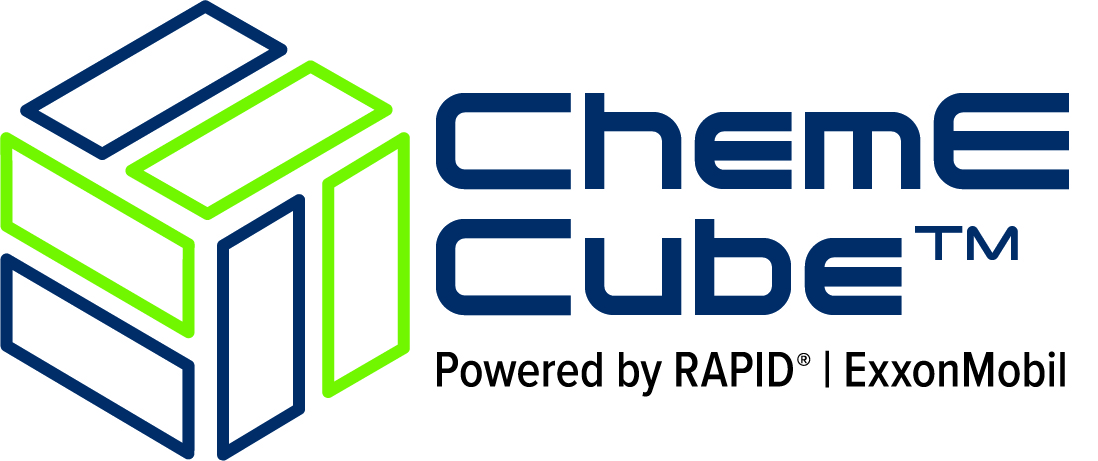 ChemE
Cube™
Powered by RAPID® | ExxonMobil